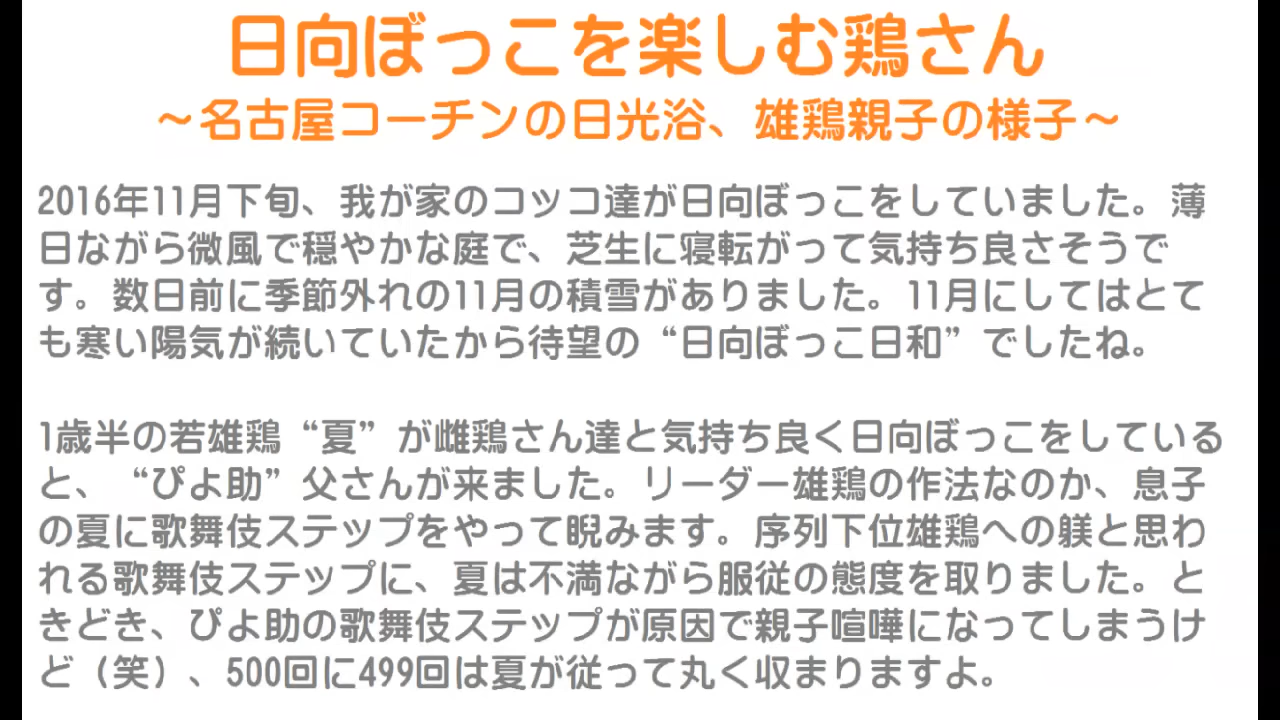 日向ぼっこを楽しむ鶏さん
～名古屋コーチンの日光浴、雄鶏親子の様子～
2016年11月下旬、我が家のコッコ達が日向ぼっこをしていました。薄
日ながら微風で穏やかな庭で、芝生に寝転がって気持ち良さそうで
す。数日前に季節外れの11月の積雪がありました。11月にしてはとて
も寒い陽気が続いていたから待望の“日向ぼっこ日和”でしたね。
1歳半の若雄鶏“夏”が雌鶏さん達と気持ち良く日向ぼっこをしている
と、“ぴよ助”父さんが来ました。リーダー雄鶏の作法なのか、息子
の夏に歌舞伎ステップをやって睨みます。序列下位雄鶏への躾と思わ
れる歌舞伎ステップに、夏は不満ながら服従の態度を取りました。と
きどき、ぴよ助の歌舞伎ステップが原因で親子喧嘩になってしまうけ
ど（笑）、500回に499回は夏が従って丸く収まりますよ。